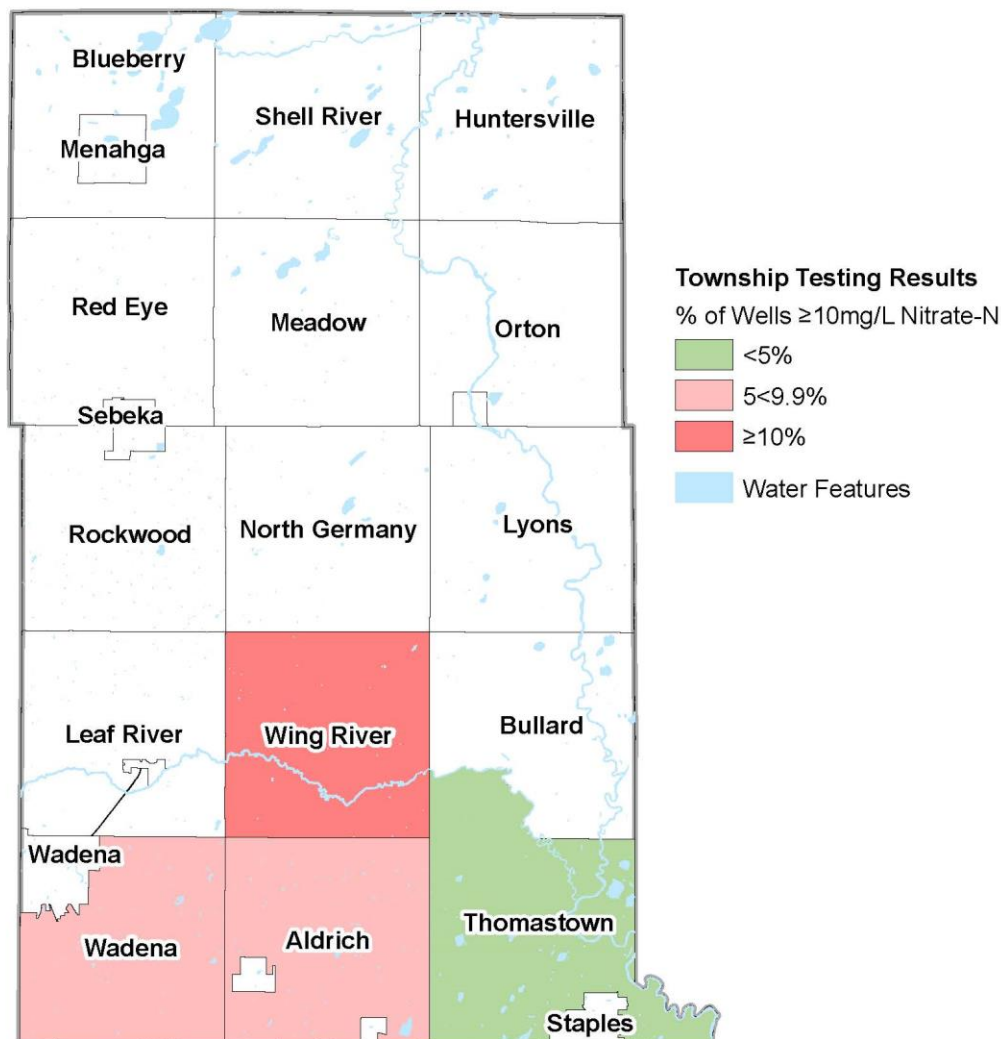 Blueberry
Shell River
Huntersville
Menahga
Red Eye
Meadow
Orton
Sebeka
Rockwood
North Germany
Lyons
Leaf River
Wing River
Bullard
Wadena
Wadena
Aldrich
Thomastown
Staples
Township Testing Results
% of Wells ≥10mg/L Nitrate-N
<5%
5<9.9%
≥10%
Water Features